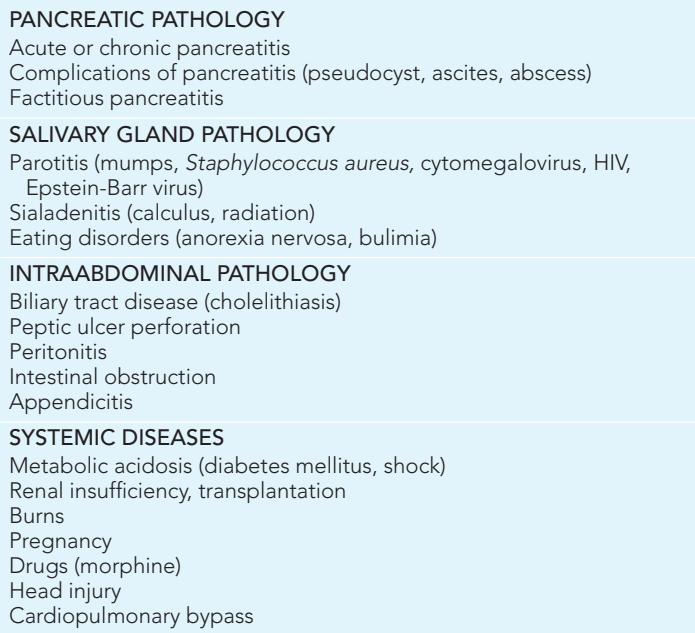 PANCREATIC PATHOLOGY
Acute or chronic pancreatitis
Complications of pancreatitis (pseudocyst, ascites, abscess)
Factitious pancreatitis
SALIVARY GLAND PATHOLOGY
Parotitis (mumps, Staphylococcus aureus, cytomegalovirus, HIV,
Epstein-Barr virus)
Sialadenitis (calculus, radiation)
Eating disorders (anorexia nervosa, bulimia)
INTRAABDOMINAL PATHOLOGY
Biliary tract disease (cholelithiasis)
Peptic ulcer perforation
Peritonitis
Intestinal obstruction
Appendicitis
SYSTEMIC DISEASES
Metabolic acidosis (diabetes mellitus, shock)
Renal insufficiency, transplantation
Burns
Pregnancy
Drugs (morphine)
Head injury
Cardiopulmonary bypass